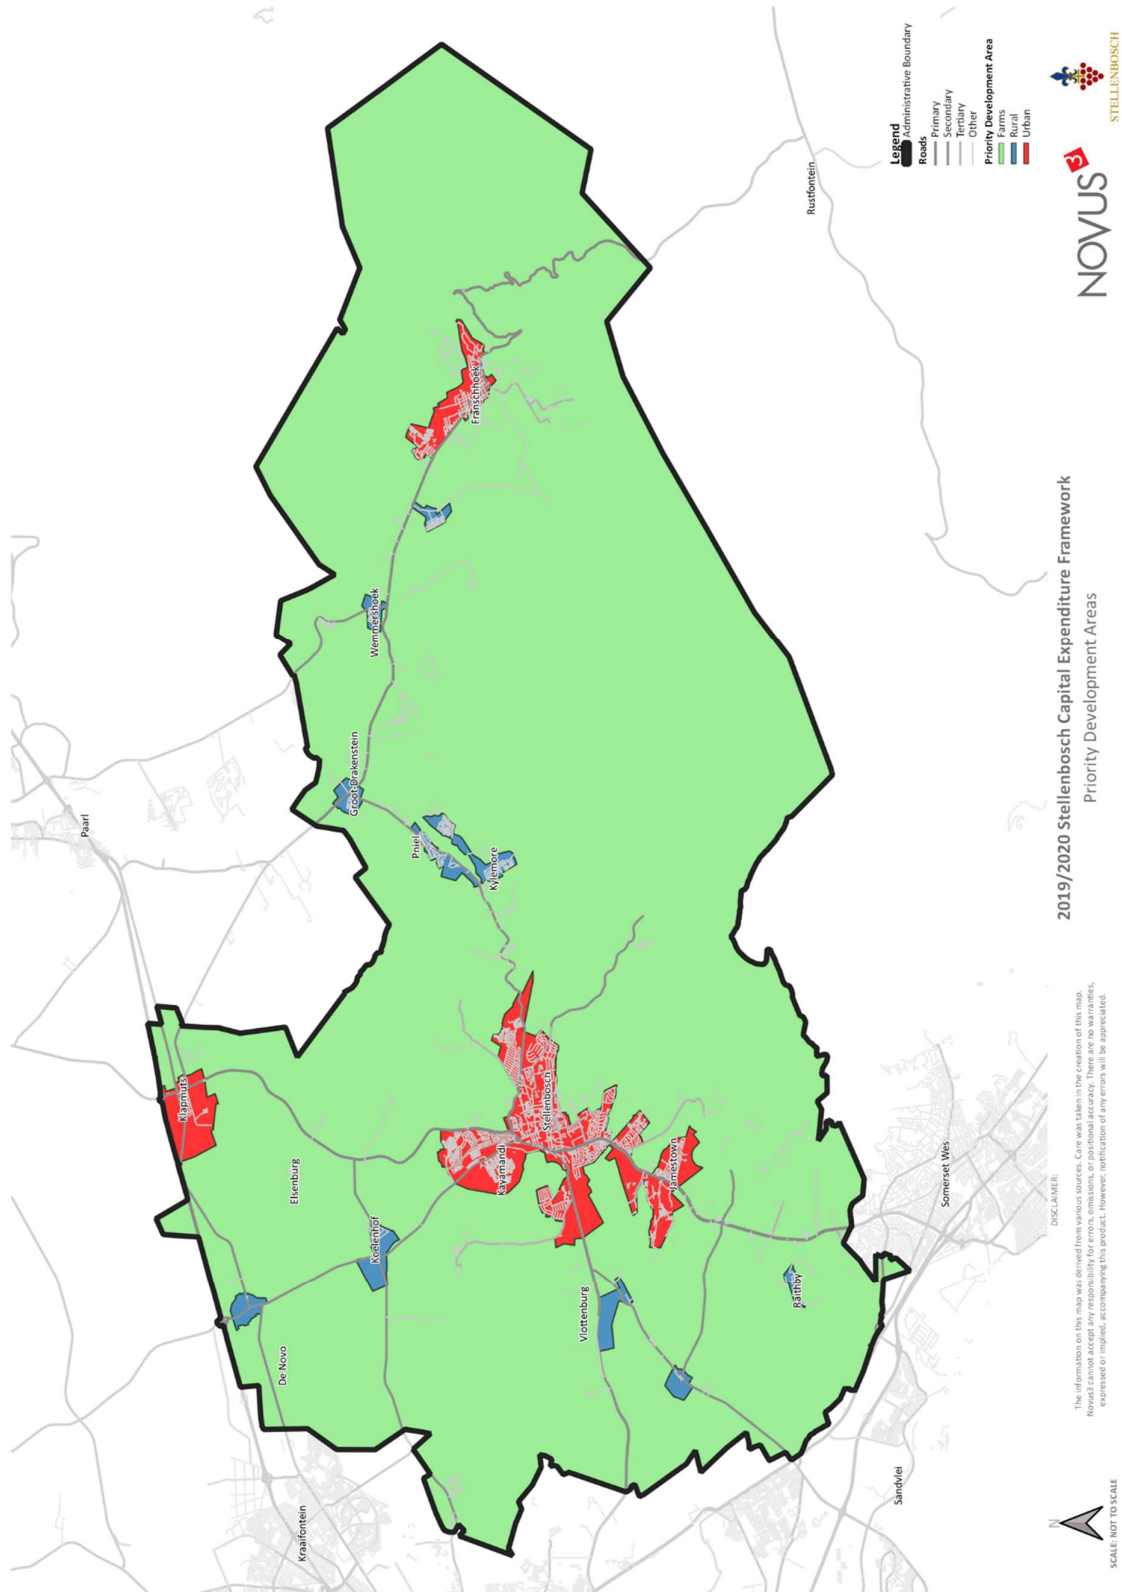 Legend
Administrative Boundary
Roads
Primary
Secondary
Tertiary
Other
Priority Development Area
Farms
Rural
Urban
STELLENBOSCH
NOVUS3
Rustfontein
Franschhoek
Wemmershoek
Groot-Drakenstein
Paarl
Pniel
Kylemore
Klapmuts
Elsenburg
Koelenhof
De Novo
Kayamandi
Stellenbosch
Jamestown
Vlottenburg
Raithby
Somerset Wes
Sandvlei
Kraaifontein
2019/2020 Stellenbosch Capital Expenditure Framework
Priority Development Areas
DISCLAIMER:
The information on this map was derived from various sources. Care was taken in the creation of this map.
Novus3 cannot accept any responsibility for errors, omissions, or positional accuracy. There are no warranties,
expressed or implied, accompanying this product. However, notification of any errors will be appreciated.
N
SCALE: NOT TO SCALE